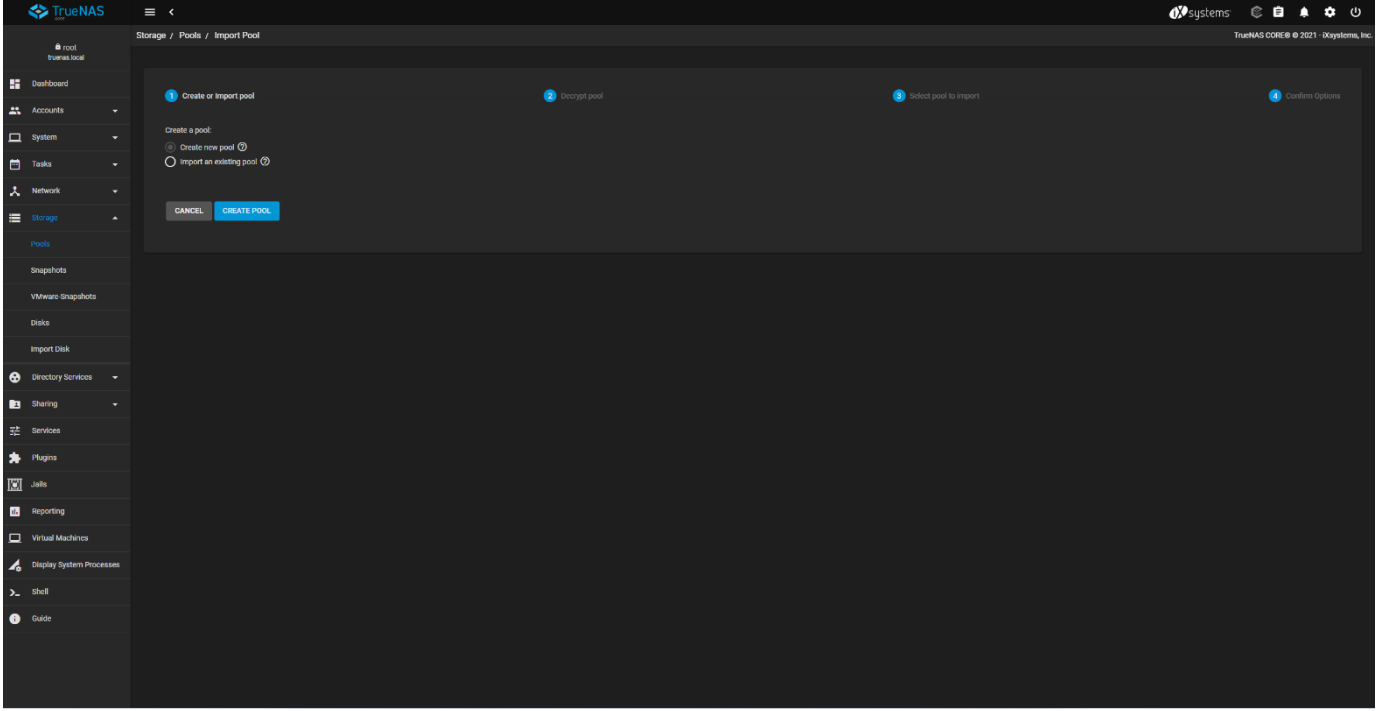 TrueNAS
CORE
systems
Storage / Pools / Import Pool
TrueNAS CORE® © 2021 - iXsystems, Inc.
root
truenas.local
Dashboard
Accounts
System
Tasks
Network
Storage
Pools
Snapshots
VMware-Snapshots
Disks
Import Disk
Directory Services
Sharing
Services
Plugins
Jails
Reporting
Virtual Machines
Display System Processes
Shell
Guide
1 Create or Import pool
2 Decrypt pool
3 Select pool to import
4 Confirm Options
Create a pool:
Create new pool
Import an existing pool
CANCEL
CREATE POOL